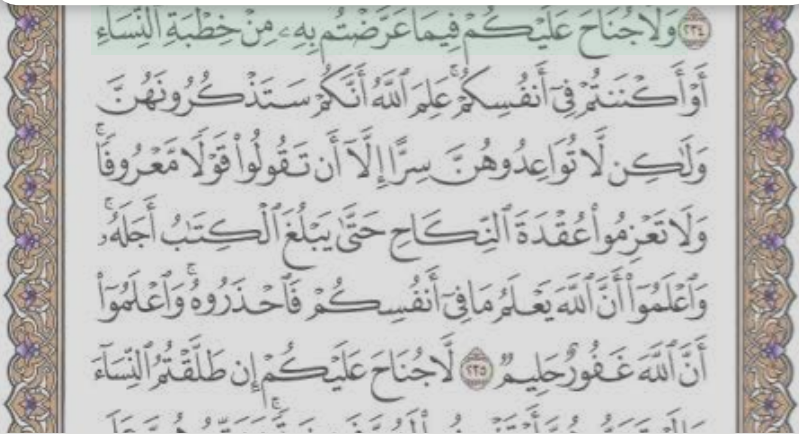 ﴿٢٣٤﴾ وَلَا جُنَاحَ عَلَيْكُمْ فِيمَا عَرَّضْتُم بِهِۦ مِنْ خِطْبَةِ ٱلنِّسَآءِ
أَوْ أَكْنَنتُمْ فِىٓ أَنفُسِكُمْ ۚ عَلِمَ ٱللَّهُ أَنَّكُمْ سَتَذْكُرُونَهُنَّ
وَلَـٰكِن لَّا تُوَاعِدُوهُنَّ سِرًّا إِلَّآ أَن تَقُولُوا۟ قَوْلًا مَّعْرُوفًا ۚ
وَلَا تَعْزِمُوا۟ عُقْدَةَ ٱلنِّكَاحِ حَتَّىٰ يَبْلُغَ ٱلْكِتَـٰبُ أَجَلَهُۥ ۚ
وَٱعْلَمُوٓا۟ أَنَّ ٱللَّهَ يَعْلَمُ مَا فِىٓ أَنفُسِكُمْ فَٱحْذَرُوهُ ۚ وَٱعْلَمُوٓا۟
أَنَّ ٱللَّهَ غَفُورٌ حَلِيمٌ ﴿٢٣٥﴾ لَّا جُنَاحَ عَلَيْكُمْ إِن طَلَّقْتُمُ ٱلنِّسَآءَ